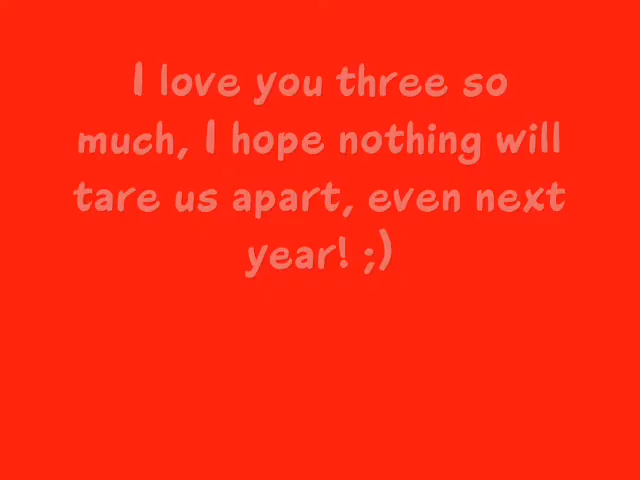 I love you three so
much, I hope nothing will
tare us apart, even next
year! ;)